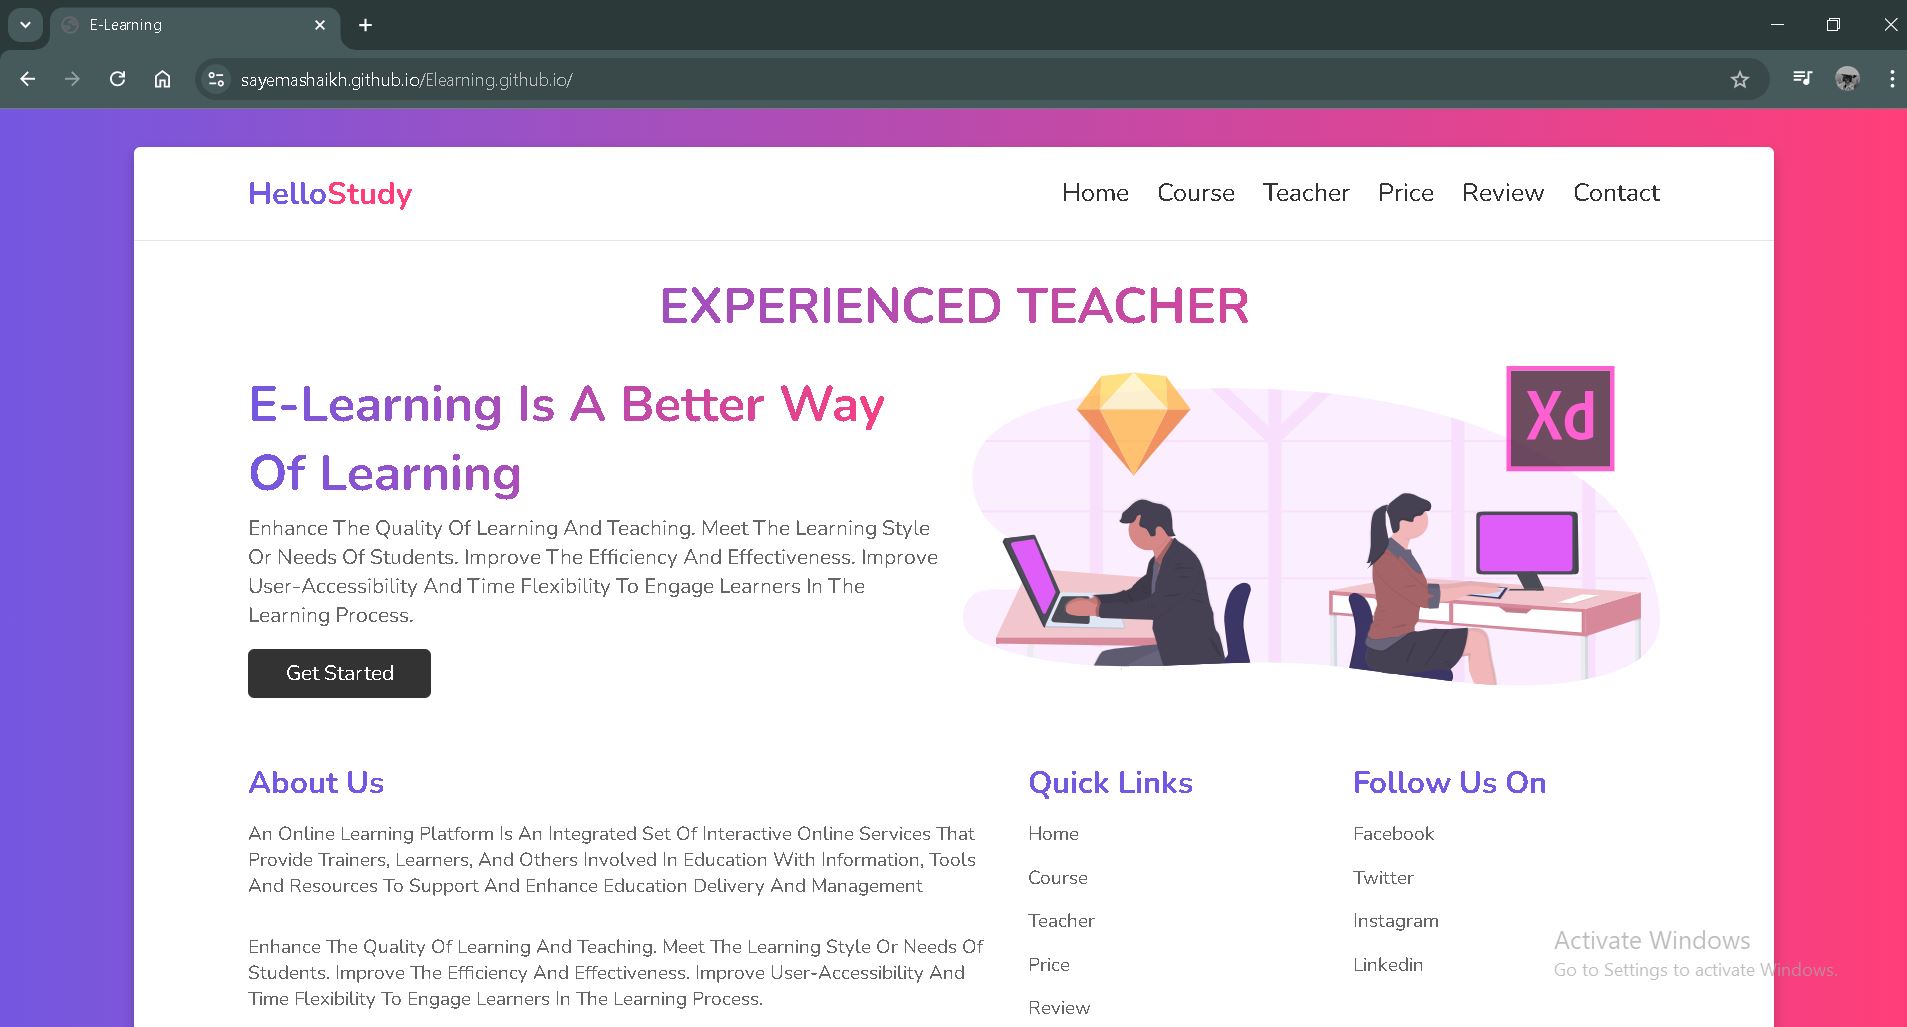 E-Learning
sayemashaikh.github.io/Elearning.github.io/
HelloStudy
Home Course Teacher Price Review Contact
EXPERIENCED TEACHER
E-Learning Is A Better Way
Of Learning
Enhance The Quality Of Learning And Teaching. Meet The Learning Style
Or Needs Of Students. Improve The Efficiency And Effectiveness. Improve
User-Accessibility And Time Flexibility To Engage Learners In The
Learning Process.
Get Started
Xd
About Us
An Online Learning Platform Is An Integrated Set Of Interactive Online Services That
Provide Trainers, Learners, And Others Involved In Education With Information, Tools
And Resources To Support And Enhance Education Delivery And Management
Enhance The Quality Of Learning And Teaching. Meet The Learning Style Or Needs Of
Students. Improve The Efficiency And Effectiveness. Improve User-Accessibility And
Time Flexibility To Engage Learners In The Learning Process.
Quick Links
Home
Course
Teacher
Price
Review
Follow Us On
Facebook
Twitter
Instagram
Linkedin
Activate Windows
Go to Settings to activate Windows.